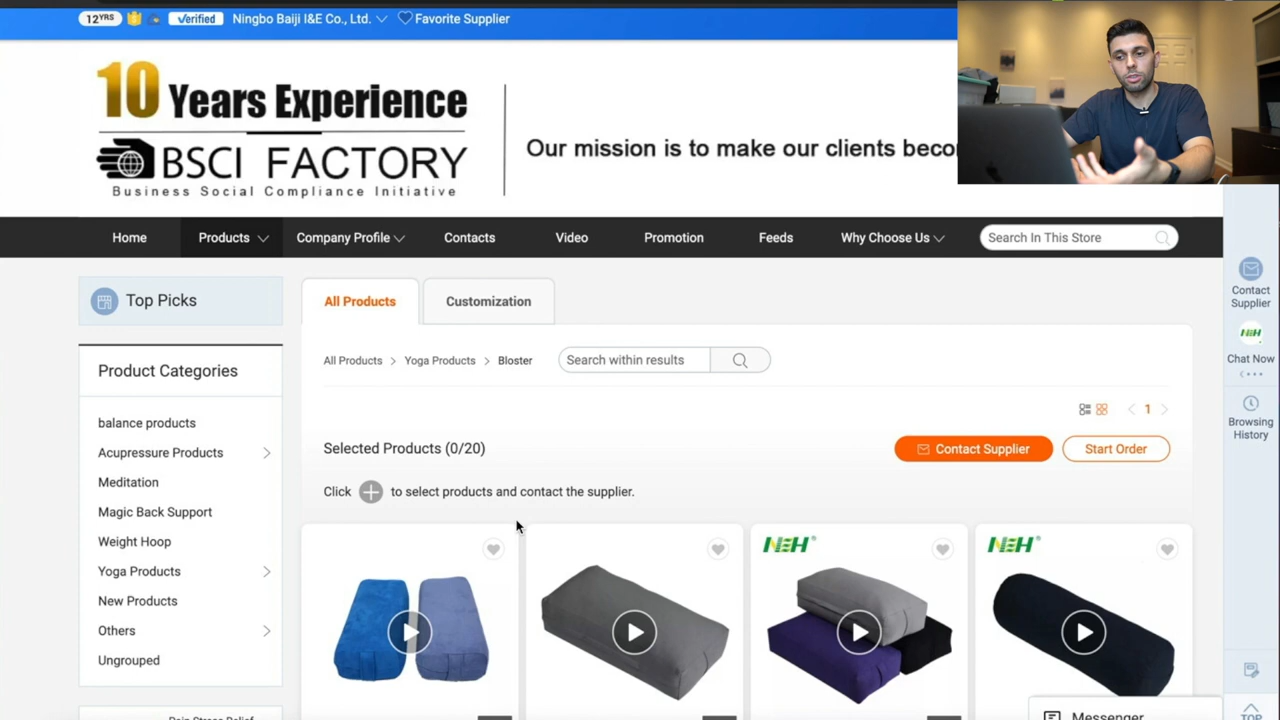 12YRS Verified Ningbo Baiji I&E Co., Ltd. Favorite Supplier
10 Years Experience
BSCI FACTORY
Business Social Compliance Initiative
Our mission is to make our clients
Home Products Company Profile Contacts Video Promotion Feeds Why Choose Us Search In This Store
Top Picks
Product Categories
balance products
Acupressure Products
Meditation
Magic Back Support
Weight Hoop
Yoga Products
New Products
Others
Ungrouped
All Products Customization
All Products > Yoga Products > Bloster Search within results
< 1 >
Selected Products (0/20) Contact Supplier Start Order
Click + to select products and contact the supplier.
NEH®
NEH®
Contact
Supplier
NEH
Chat Now
Browsing
History
Messenger
TOP